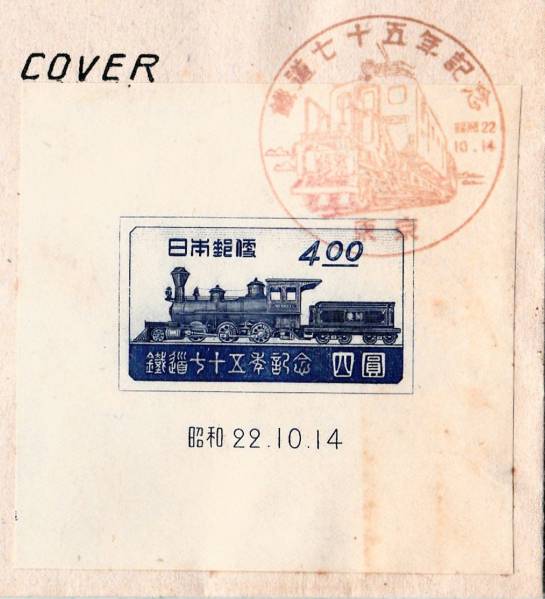 COVER
鐵道七十五年記念
昭和22
10.14
東京
日本郵便
4.00
鐵道七十五年記念 四圓
昭和22.10.14